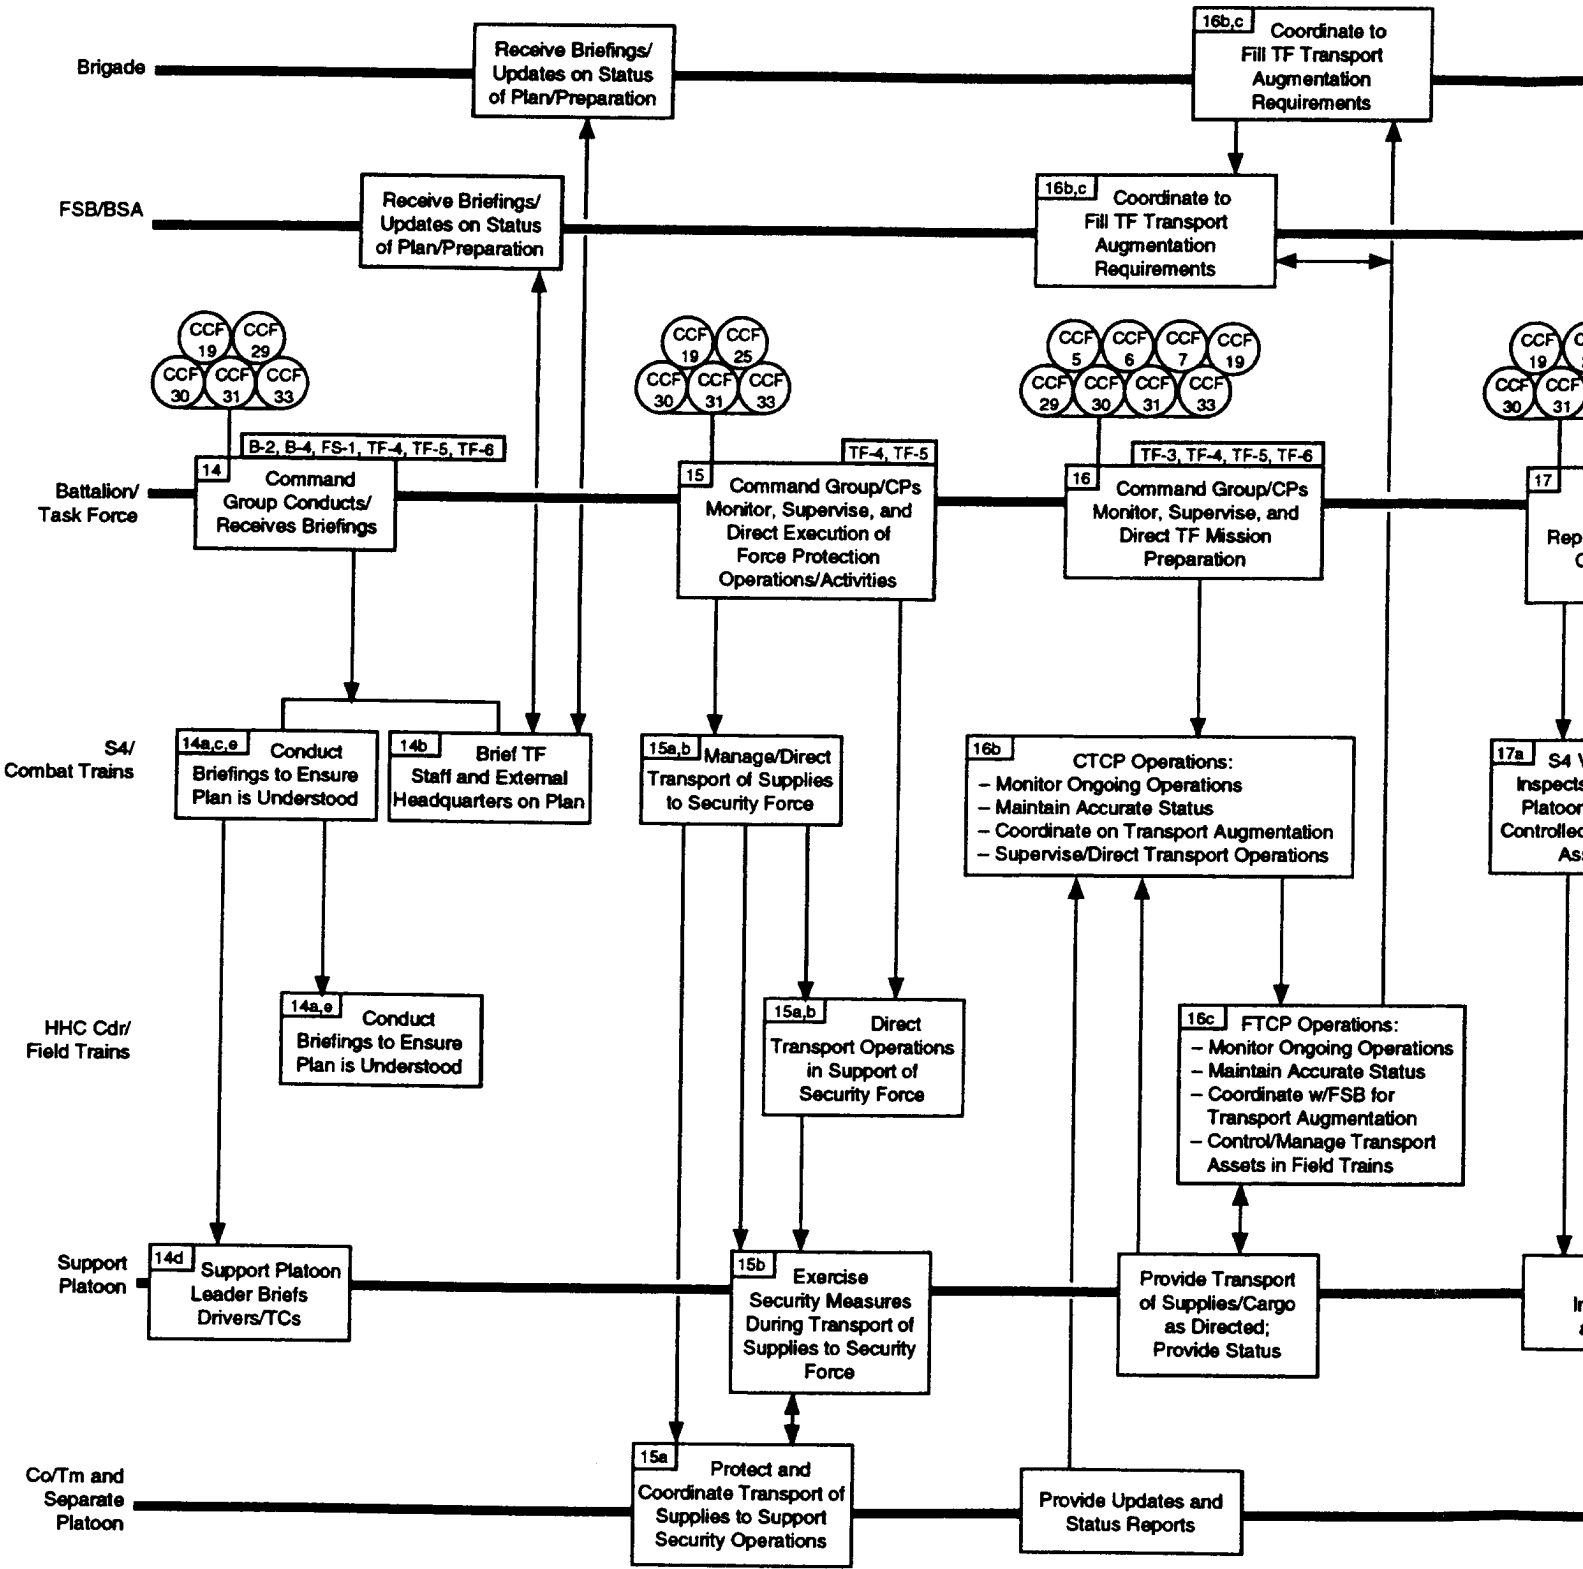 Brigade
Receive Briefings/
Updates on Status
of Plan/Preparation
16b,c
Coordinate to
Fill TF Transport
Augmentation
Requirements
FSB/BSA
Receive Briefings/
Updates on Status
of Plan/Preparation
16b,c
Coordinate to
Fill TF Transport
Augmentation
Requirements
CCF
19
CCF
29
CCF
30
CCF
31
CCF
33
CCF
19
CCF
25
CCF
30
CCF
31
CCF
33
CCF
5
CCF
6
CCF
7
CCF
19
CCF
29
CCF
30
CCF
31
CCF
33
CCF
19
CCF
30
CCF
31
Battalion/
Task Force
B-2, B-4, FS-1, TF-4, TF-5, TF-6
14
Command
Group Conducts/
Receives Briefings
TF-4, TF-5
15
Command Group/CPs
Monitor, Supervise, and
Direct Execution of
Force Protection
Operations/Activities
TF-3, TF-4, TF-5, TF-6
16
Command Group/CPs
Monitor, Supervise, and
Direct TF Mission
Preparation
17
Rep
S4/
Combat Trains
14a,c,e
Conduct
Briefings to Ensure
Plan is Understood
14b
Brief TF
Staff and External
Headquarters on Plan
15a,b
Manage/Direct
Transport of Supplies
to Security Force
16b
CTCP Operations:
– Monitor Ongoing Operations
– Maintain Accurate Status
– Coordinate on Transport Augmentation
– Supervise/Direct Transport Operations
17a
S4
Inspects
Platoon
Controlled
Ass
HHC Cdr/
Field Trains
14a,e
Conduct
Briefings to Ensure
Plan is Understood
15a,b
Direct
Transport Operations
in Support of
Security Force
16c
FTCP Operations:
– Monitor Ongoing Operations
– Maintain Accurate Status
– Coordinate w/FSB for
Transport Augmentation
– Control/Manage Transport
Assets in Field Trains
Support
Platoon
14d
Support Platoon
Leader Briefs
Drivers/TCs
15b
Exercise
Security Measures
During Transport of
Supplies to Security
Force
Provide Transport
of Supplies/Cargo
as Directed;
Provide Status
Co/Tm and
Separate
Platoon
15a
Protect and
Coordinate Transport of
Supplies to Support
Security Operations
Provide Updates and
Status Reports